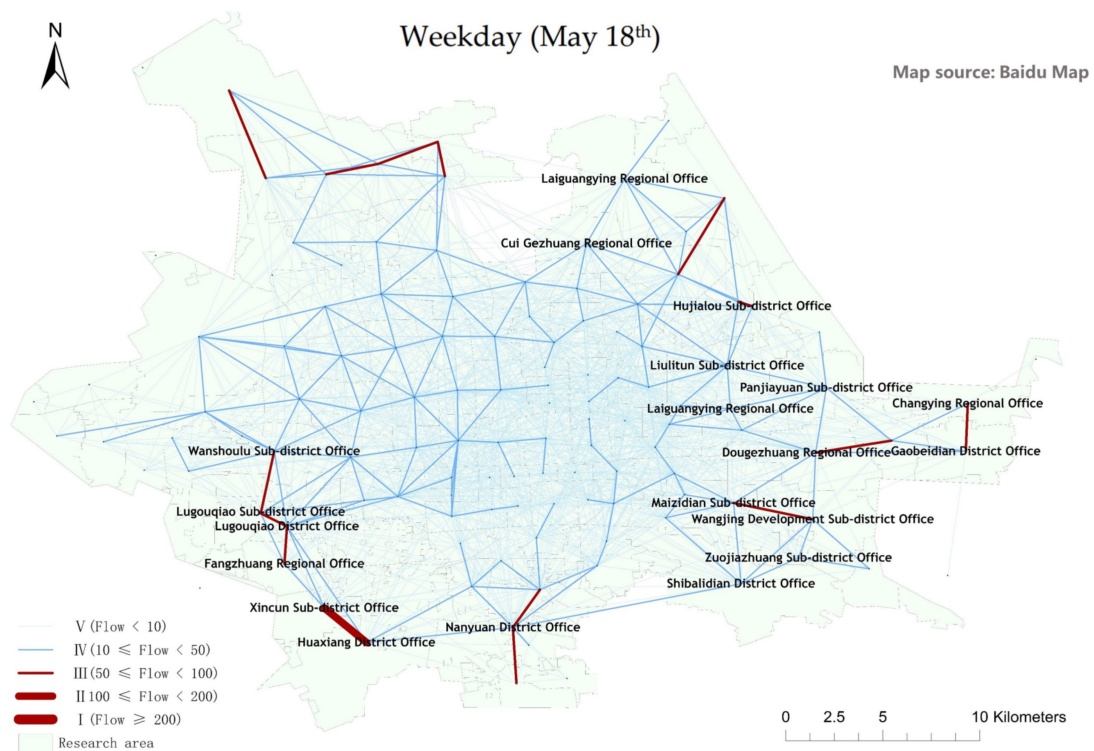 N
Weekday (May 18th)
Map source: Baidu Map
Laiguangying Regional Office
Cui Gezhuang Regional Office
Hujialou Sub-district Office
Liulitun Sub-district Office
Panjiayuan Sub-district Office
Changying Regional Office
Laiguangying Regional Office
Wanshoulu Sub-district Office
Dougezhuang Regional Office
Gaobeidian District Office
Maizidian Sub-district Office
Lugouqiao Sub-district Office
Wangjing Development Sub-district Office
Lugouqiao District Office
Zuojiazhuang Sub-district Office
Fangzhuang Regional Office
Shibalidian District Office
Xincun Sub-district Office
Nanyuan District Office
Huaxiang District Office
Ⅴ (Flow < 10)
Ⅳ (10 ≤ Flow < 50)
Ⅲ (50 ≤ Flow < 100)
Ⅱ 100 ≤ Flow < 200)
Ⅰ (Flow ≥ 200)
Research area
0 2.5 5 10 Kilometers